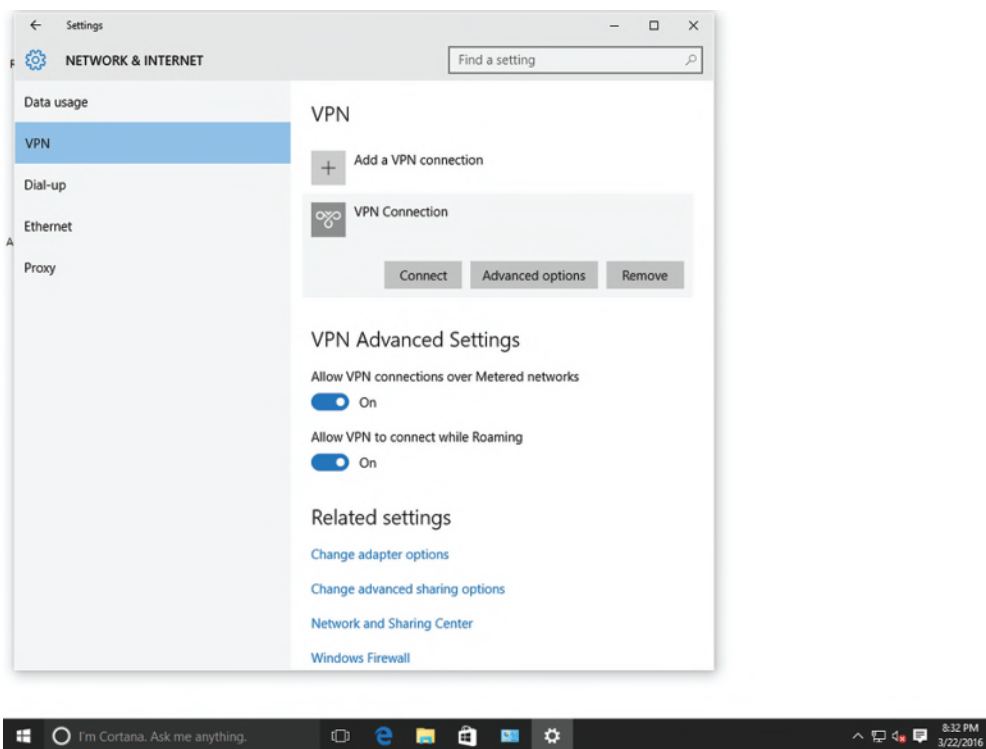 Settings
NETWORK & INTERNET
Find a setting
Data usage
VPN
Dial-up
Ethernet
Proxy
VPN
Add a VPN connection
VPN Connection
Connect Advanced options Remove
VPN Advanced Settings
Allow VPN connections over Metered networks
On
Allow VPN to connect while Roaming
On
Related settings
Change adapter options
Change advanced sharing options
Network and Sharing Center
Windows Firewall
I'm Cortana. Ask me anything.
8:32 PM
3/22/2016